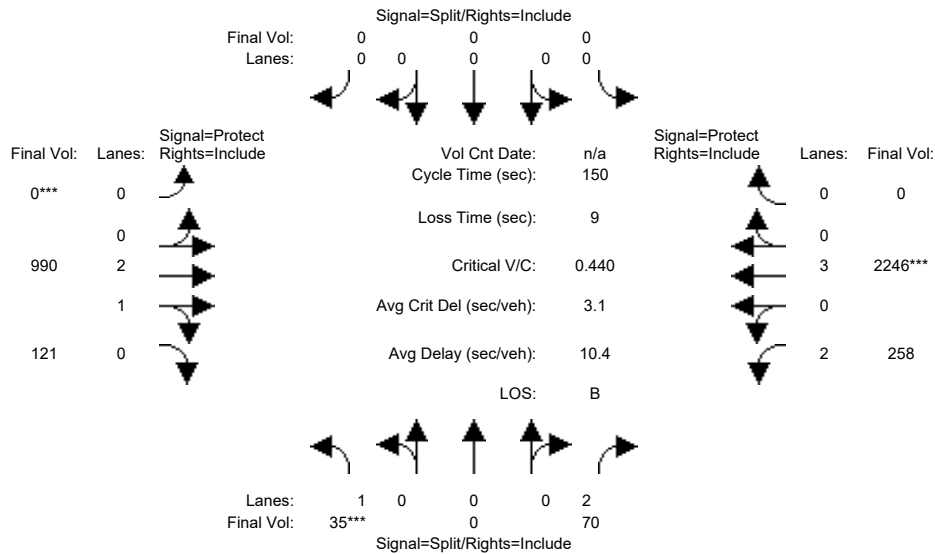 Signal=Split/Rights=Include
Final Vol: 0 0 0
Lanes: 0 0 0 0 0
Signal=Protect Signal=Protect
Final Vol: Lanes: Rights=Include Vol Cnt Date: n/a Rights=Include Lanes: Final Vol:
Cycle Time (sec): 150
0*** 0 0 0
Loss Time (sec): 9
0 0
990 2 Critical V/C: 0.440 3 2246***
1 Avg Crit Del (sec/veh): 3.1 0
121 0 Avg Delay (sec/veh): 10.4 2 258
LOS: B
Lanes: 1 0 0 0 2
Final Vol: 35*** 0 70
Signal=Split/Rights=Include